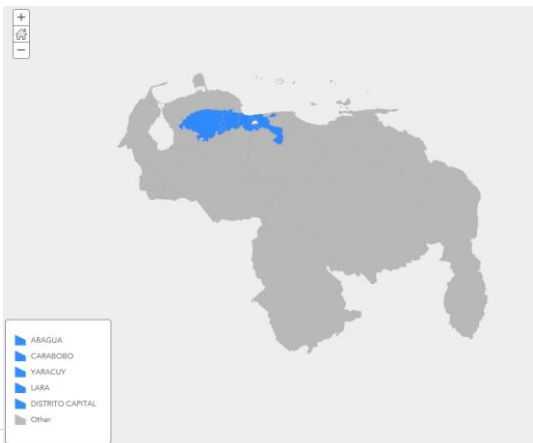 +
−
ARAGUA
CARABOBO
YARACUY
LARA
DISTRITO CAPITAL
Other